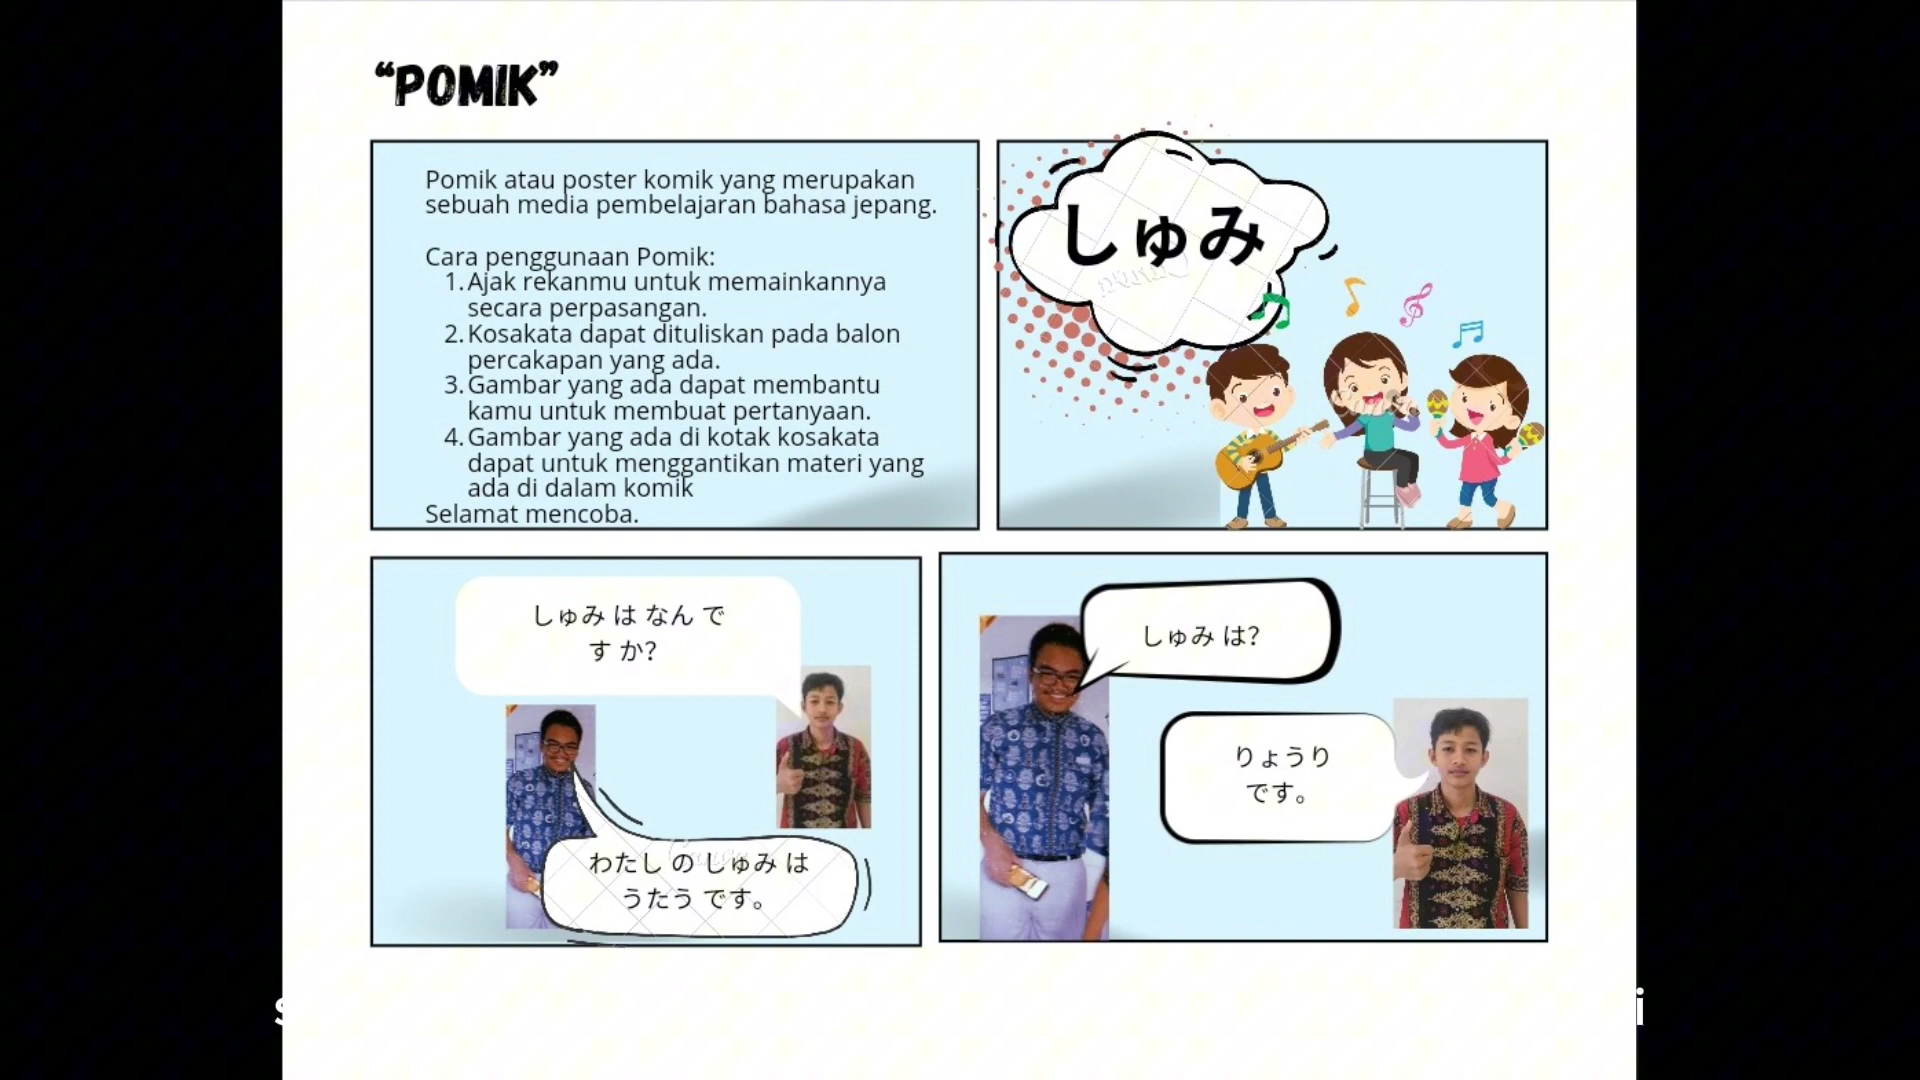 “POMIK”
Pomik atau poster komik yang merupakan
sebuah media pembelajaran bahasa jepang.
Cara penggunaan Pomik:
1. Ajak rekanmu untuk memainkannya
secara perpasangan.
2. Kosakata dapat dituliskan pada balon
percakapan yang ada.
3. Gambar yang ada dapat membantu
kamu untuk membuat pertanyaan.
4. Gambar yang ada di kotak kosakata
dapat untuk menggantikan materi yang
ada di dalam komik
Selamat mencoba.
しゅみ
しゅみ は なん で
す か?
わたし の しゅみ は
うたう です。
しゅみ は?
りょうり
です。